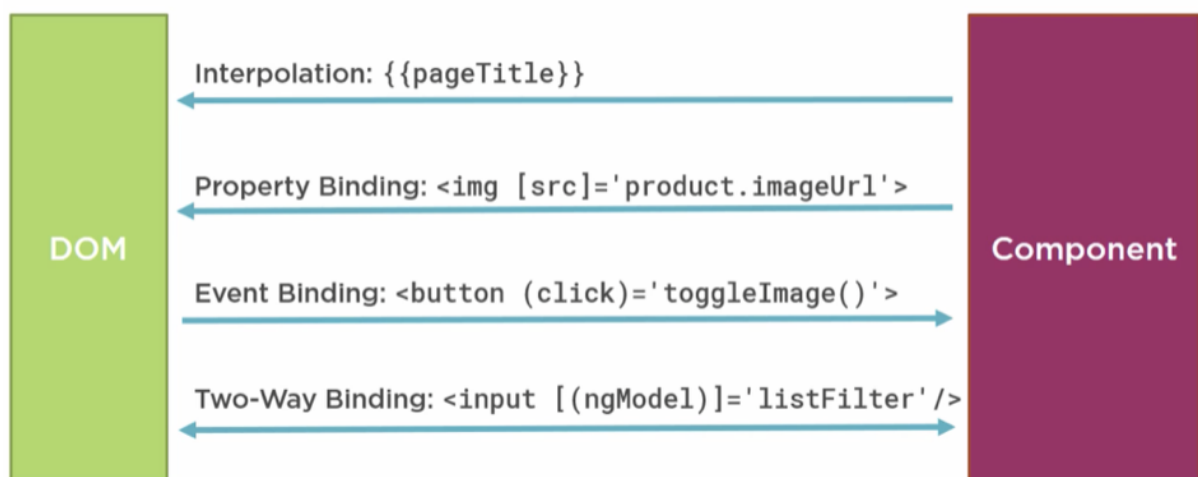 Interpolation: {{pageTitle}}
Property Binding: <img [src]='product.imageUrl'>
DOM
Component
Event Binding: <button (click)='toggleImage()'>
Two-Way Binding: <input [(ngModel)]='listFilter'/>